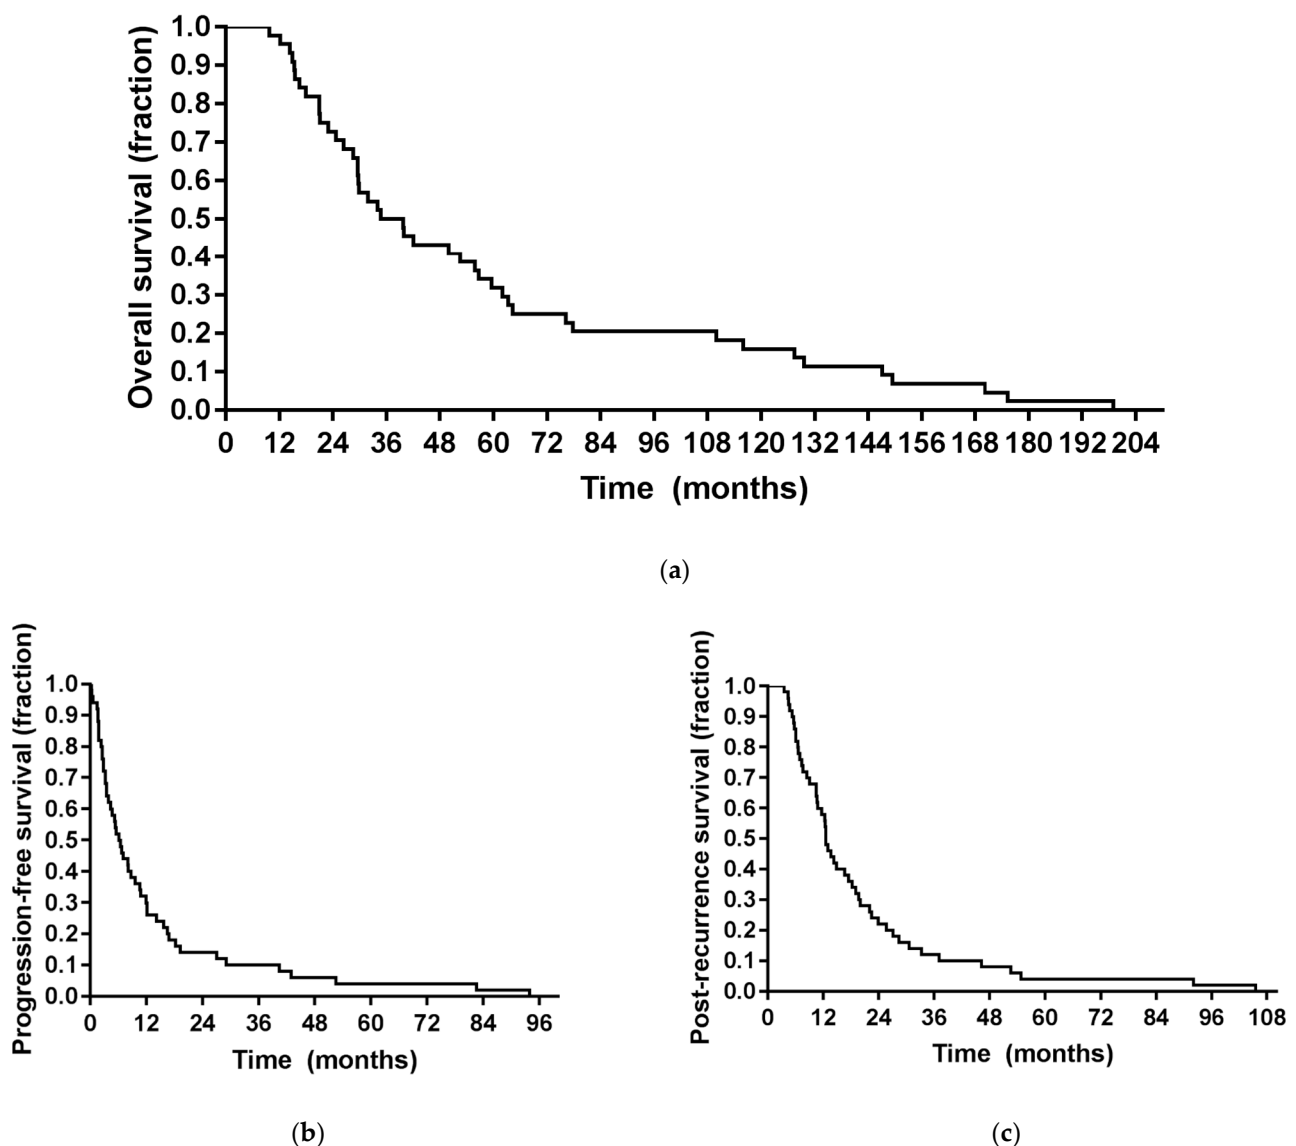 Overall survival (fraction)
1.0
0.9
0.8
0.7
0.6
0.5
0.4
0.3
0.2
0.1
0.0
0 12 24 36 48 60 72 84 96 108 120 132 144 156 168 180 192 204
Time (months)
(a)
Progression-free survival (fraction)
1.0
0.9
0.8
0.7
0.6
0.5
0.4
0.3
0.2
0.1
0.0
0 12 24 36 48 60 72 84 96
Time (months)
(b)
Post-recurrence survival (fraction)
1.0
0.9
0.8
0.7
0.6
0.5
0.4
0.3
0.2
0.1
0.0
0 12 24 36 48 60 72 84 96 108
Time (months)
(c)